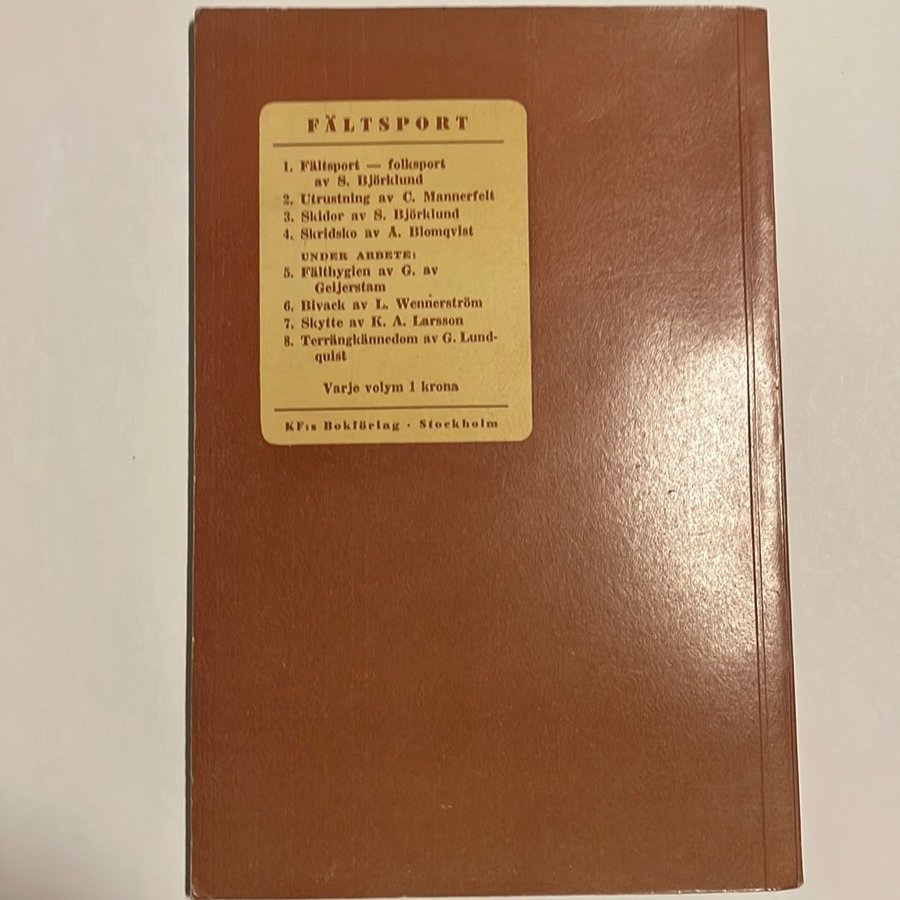 FÄLTSPORT
1. Fältsport — folksport
av S. Björklund
2. Utrustning av C. Mannerfelt
3. Skidor av S. Björklund
4. Skridsko av A. Blomqvist
UNDER ARBETE:
5. Fälthygien av G. av
Geijerstam
6. Bivack av L. Wennerström
7. Skytte av K. A. Larsson
8. Terrängkännedom av G. Lund-
quist
Varje volym 1 krona
KF:s Bokförlag · Stockholm